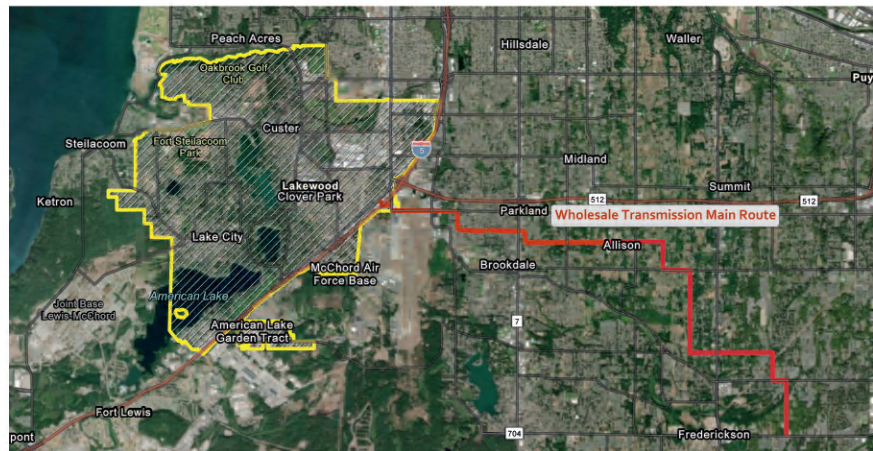 Peach Acres
Hillsdale
Waller
Oakbrook Golf
Club
Puy
Custer
Steilacoom
Fort Steilacoom
Park
5
Midland
Lakewood
Clover Park
Summit
Ketron
512
512
Parkland
Wholesale Transmission Main Route
Lake City
Allison
McChord Air
Force Base
Brookdale
American Lake
Joint Base
Lewis-McChord
American Lake
Garden Tract
7
Fort Lewis
pont
704
Frederickson